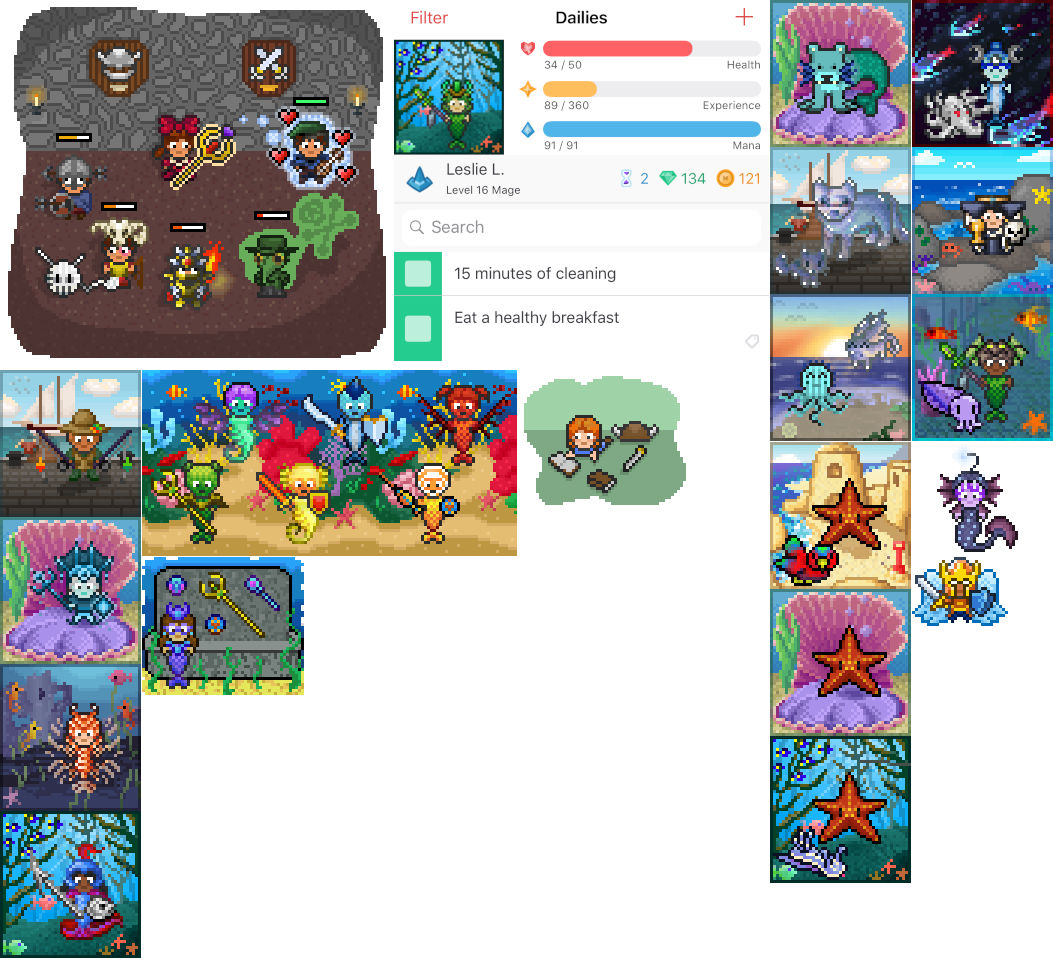 Filter
Dailies
34 / 50
Health
89 / 360
Experience
91 / 91
Mana
Leslie L.
Level 16 Mage
2
134
121
Search
15 minutes of cleaning
Eat a healthy breakfast